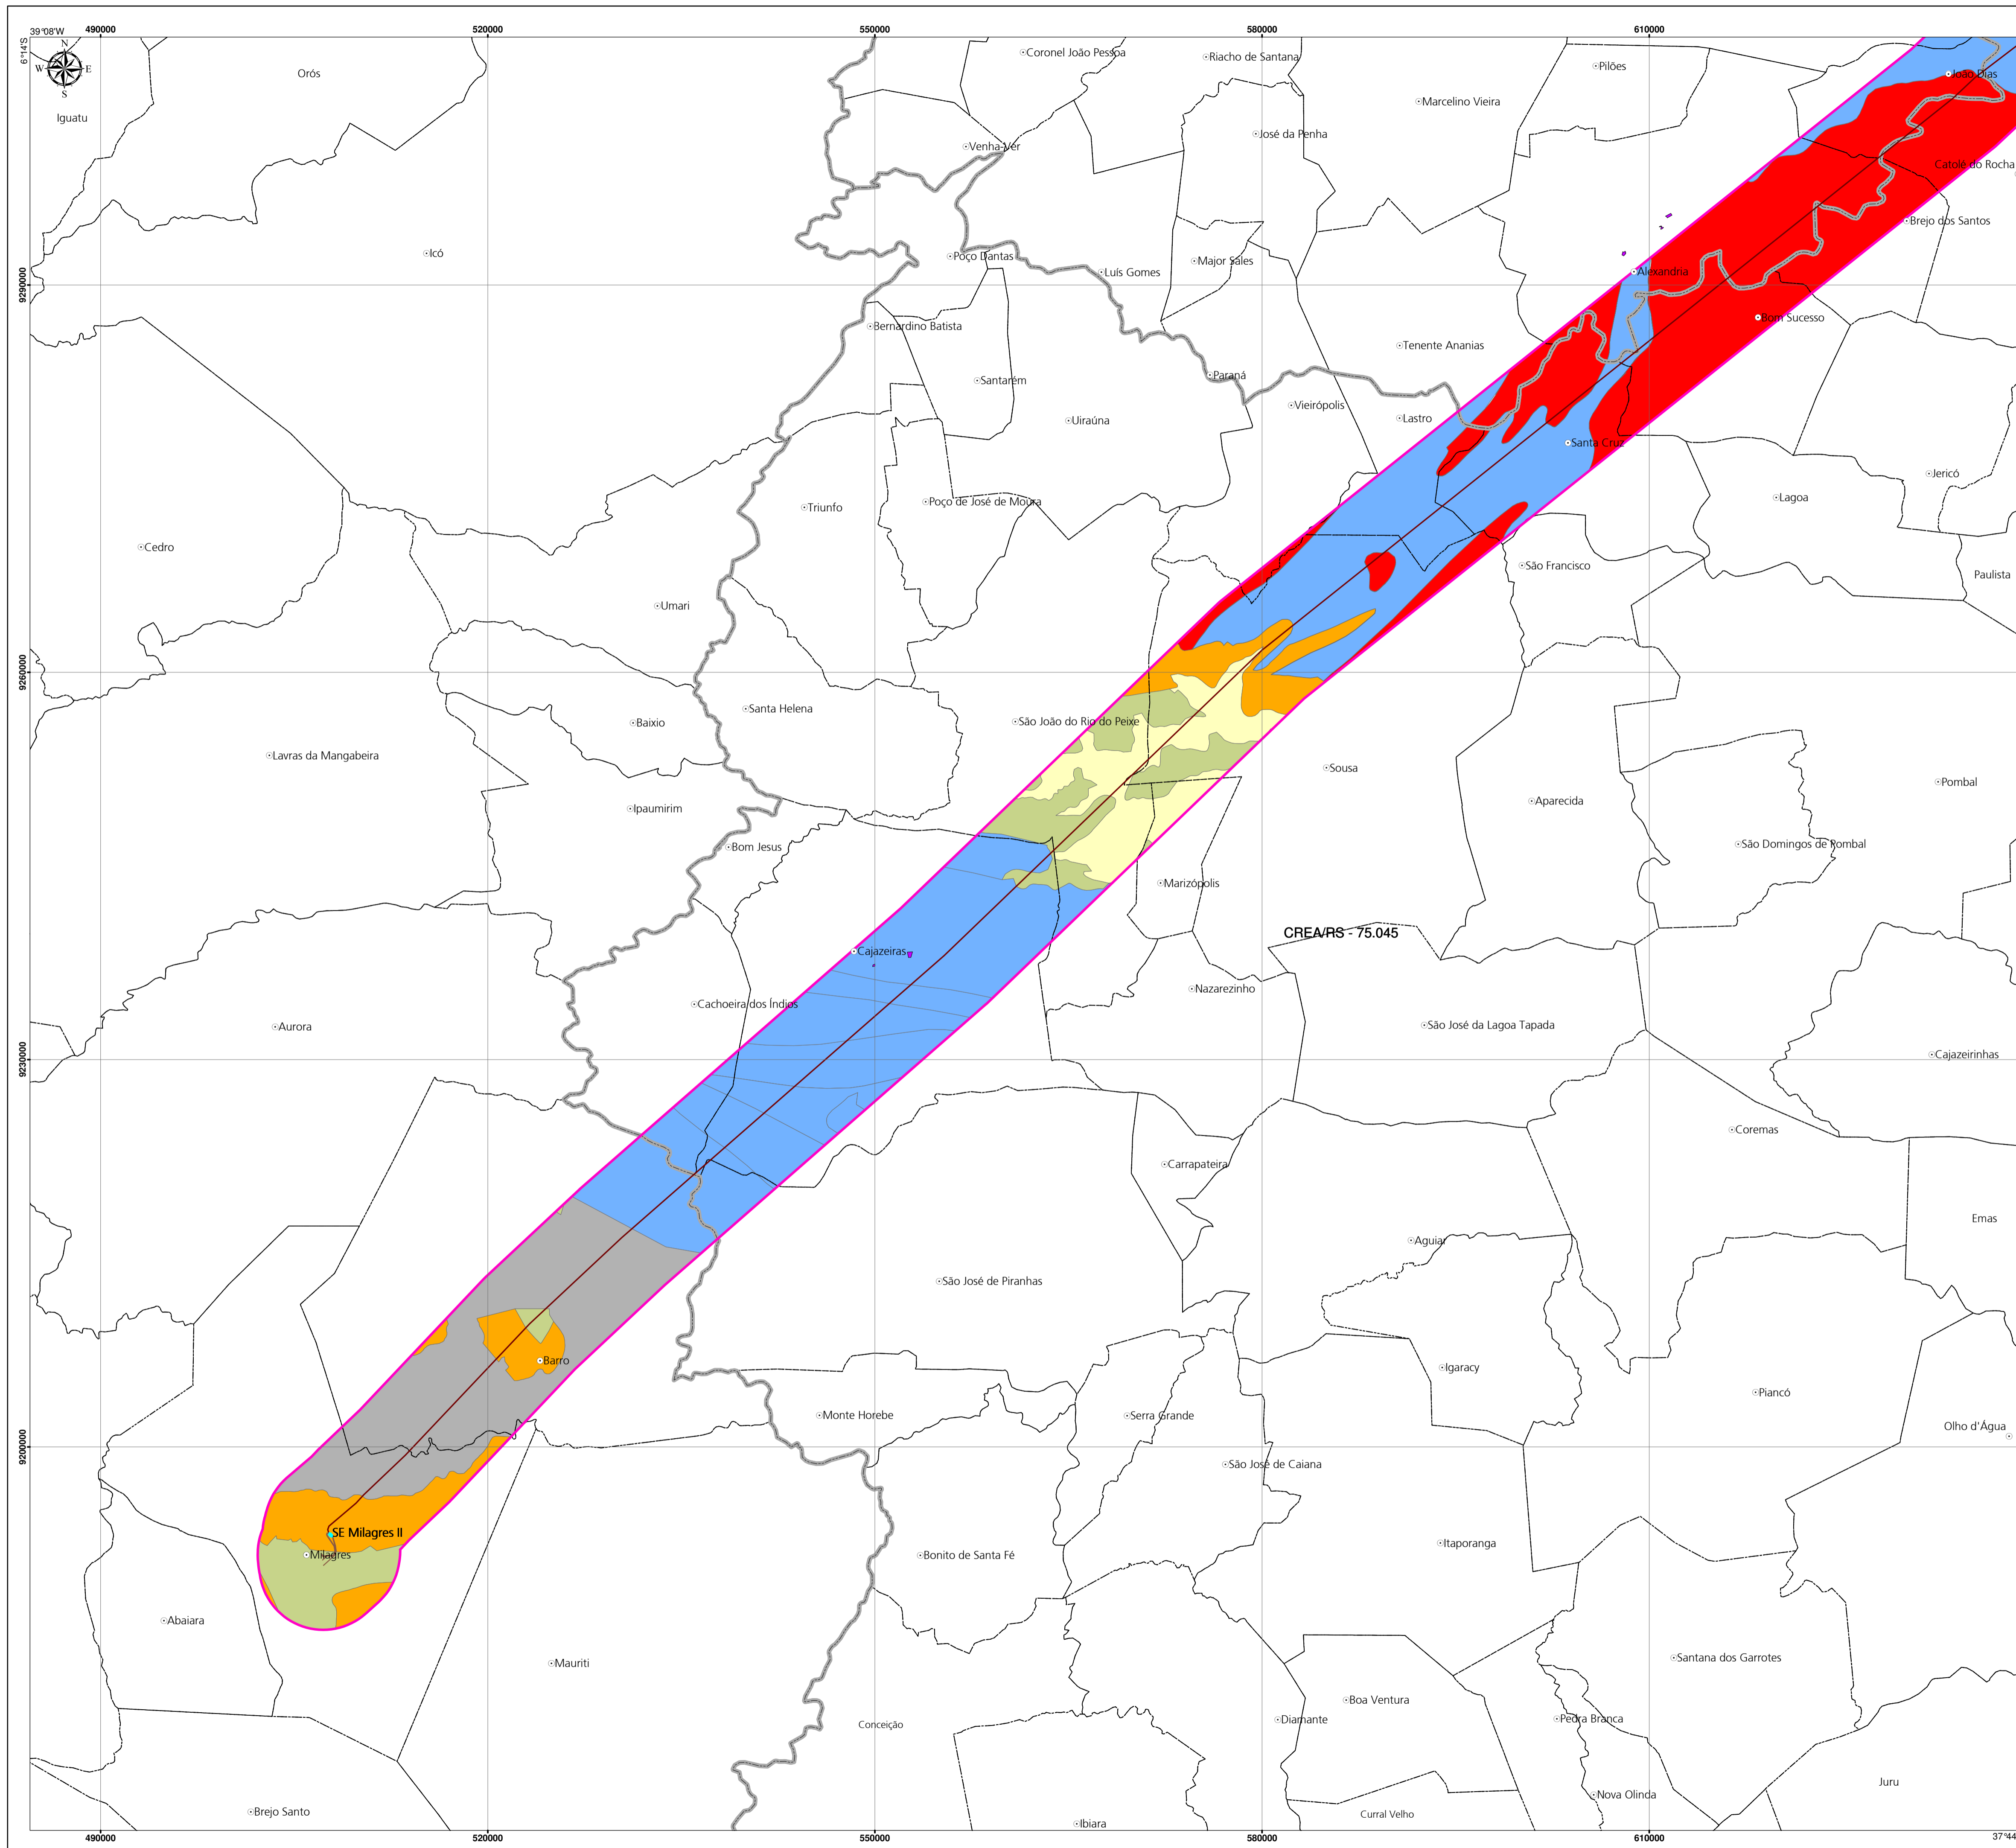 39°08'W
490000
520000
550000
580000
610000
6°14'S
N
W
E
S
Orós
Iguatu
Coronel João Pessoa
Riacho de Santana
Pilões
João Dias
Marcelino Vieira
José da Penha
Venha-Ver
Catolé do Rocha
Brejo dos Santos
Icó
Poço Dantas
Luís Gomes
Major Sales
Alexandria
9290000
Bernardino Batista
Bom Sucesso
Tenente Ananias
Santarém
Paraná
Vieirópolis
Lastro
Uiraúna
Santa Cruz
Jericó
Lagoa
Triunfo
Poço de José de Moura
Cedro
São Francisco
Paulista
Umari
9260000
Santa Helena
Baixio
São João do Rio do Peixe
Lavras da Mangabeira
Sousa
Pombal
Aparecida
Ipaumirim
Bom Jesus
São Domingos de Pombal
Marizópolis
CREA/RS - 75.045
Cajazeiras
Nazarezinho
Cachoeira dos Índios
Aurora
São José da Lagoa Tapada
Cajazeirinhas
9230000
Coremas
Carrapateira
Emas
Aguiar
São José de Piranhas
Barro
Igaracy
Piancó
Monte Horebe
Serra Grande
Olho d'Água
9200000
São José de Caiana
SE Milagres II
Milagres
Bonito de Santa Fé
Itaporanga
Abaiara
Mauriti
Santana dos Garrotes
Boa Ventura
Conceição
Diamante
Pedra Branca
Juru
Nova Olinda
Brejo Santo
Curral Velho
Ibiara
490000
520000
550000
580000
610000
37°44